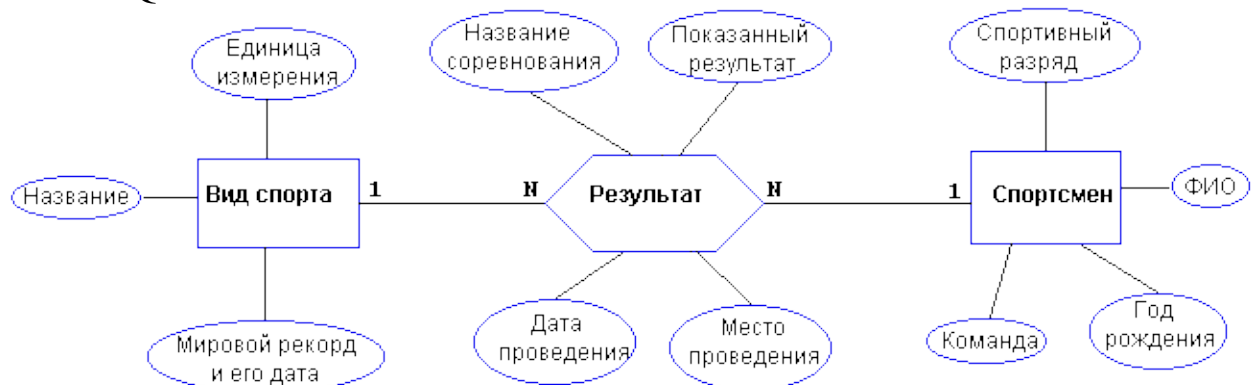 Название
соревнования
Показанный
результат
Спортивный
разряд
Единица
измерения
Название
Вид спорта
1
N
Результат
N
1
Спортсмен
ФИО
Мировой рекорд
и его дата
Дата
проведения
Место
проведения
Команда
Год
рождения